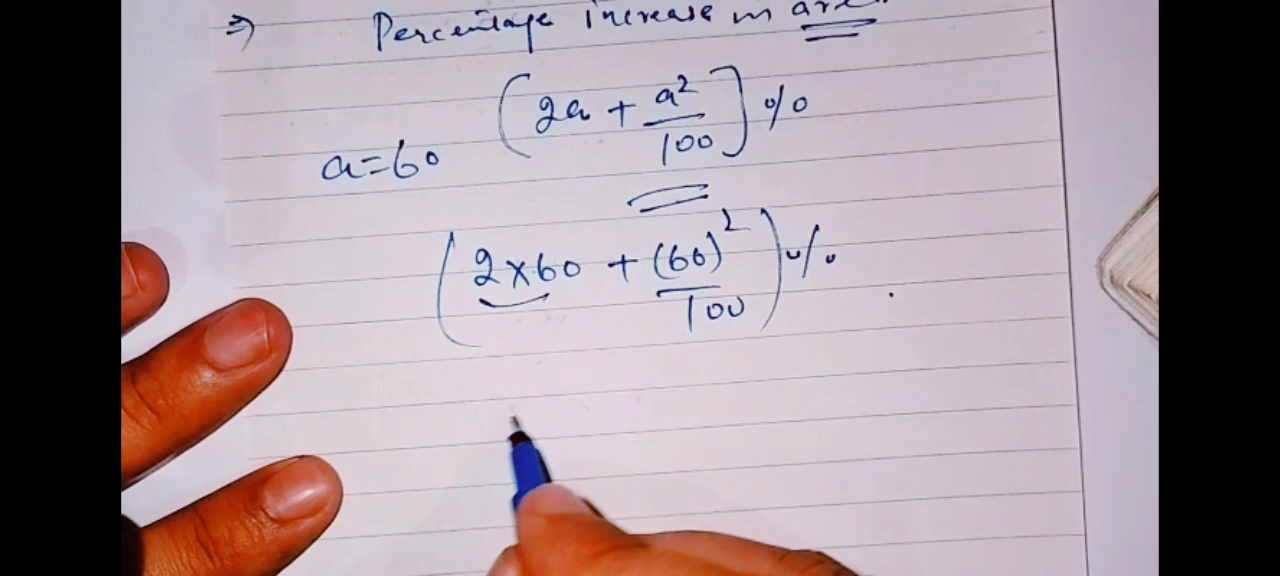 ⇒ Percentage increase in area
(2a + a²/100] %
a=60
(2×60 + (60)²/100) %